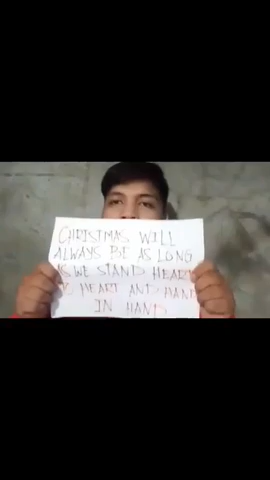 CHRISTMAS WILL
ALWAYS BE AS LONG
AS WE STAND HEART
TO HEART AND HAND
IN HAND